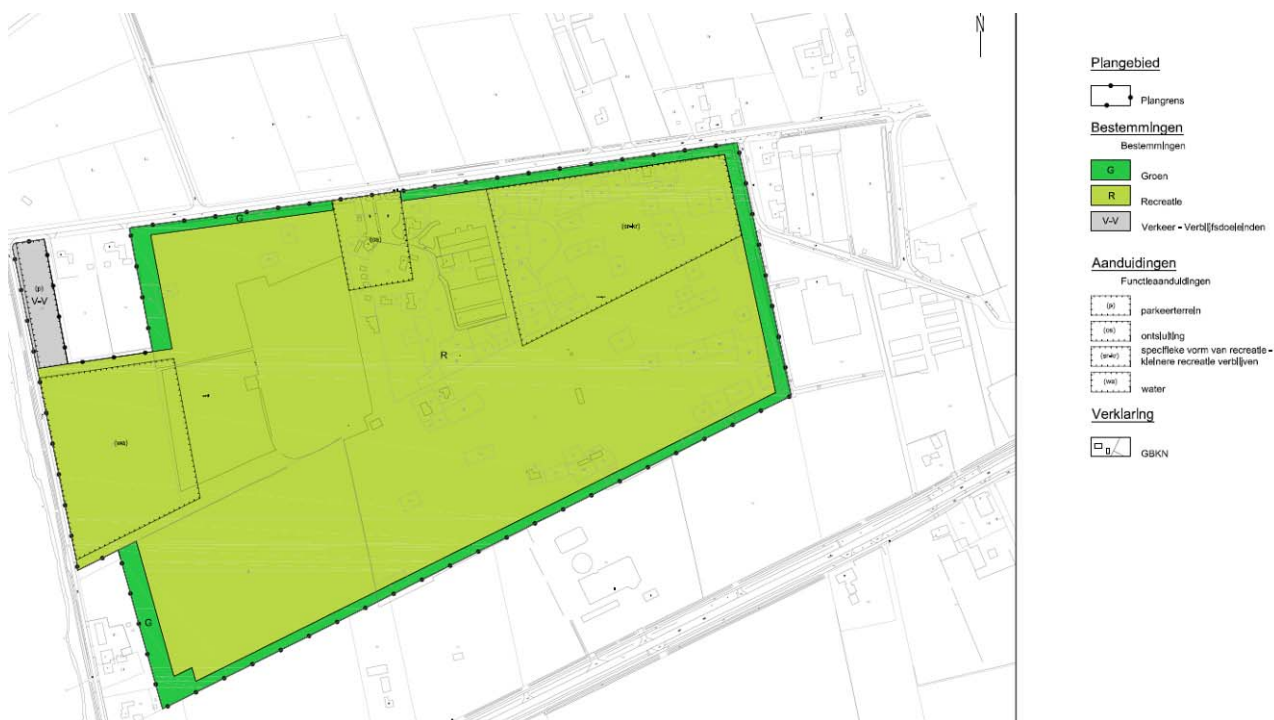 N
G
(os)
(sr-kr)
(p)
V-V
R
(wa)
G
Plangebied
Plangrens
Bestemmingen
Bestemmingen
G Groen
R Recreatie
V-V Verkeer - Verblijfsdoeleinden
Aanduidingen
Functieaanduidingen
(p) parkeerterrein
(os) ontsluiting
(sr-kr) specifieke vorm van recreatie -
kleinere recreatie verblijven
(wa) water
Verklaring
GBKN